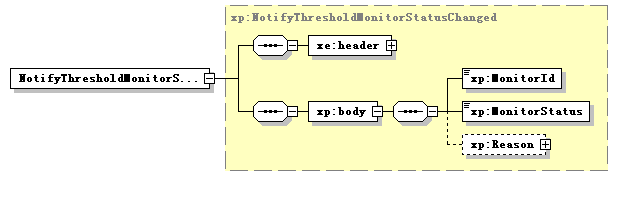 xp:NotifyThresholdMonitorStatusChanged
xe:header
NotifyThresholdMonitorS...
xp:MonitorId
xp:body
xp:MonitorStatus
xp:Reason